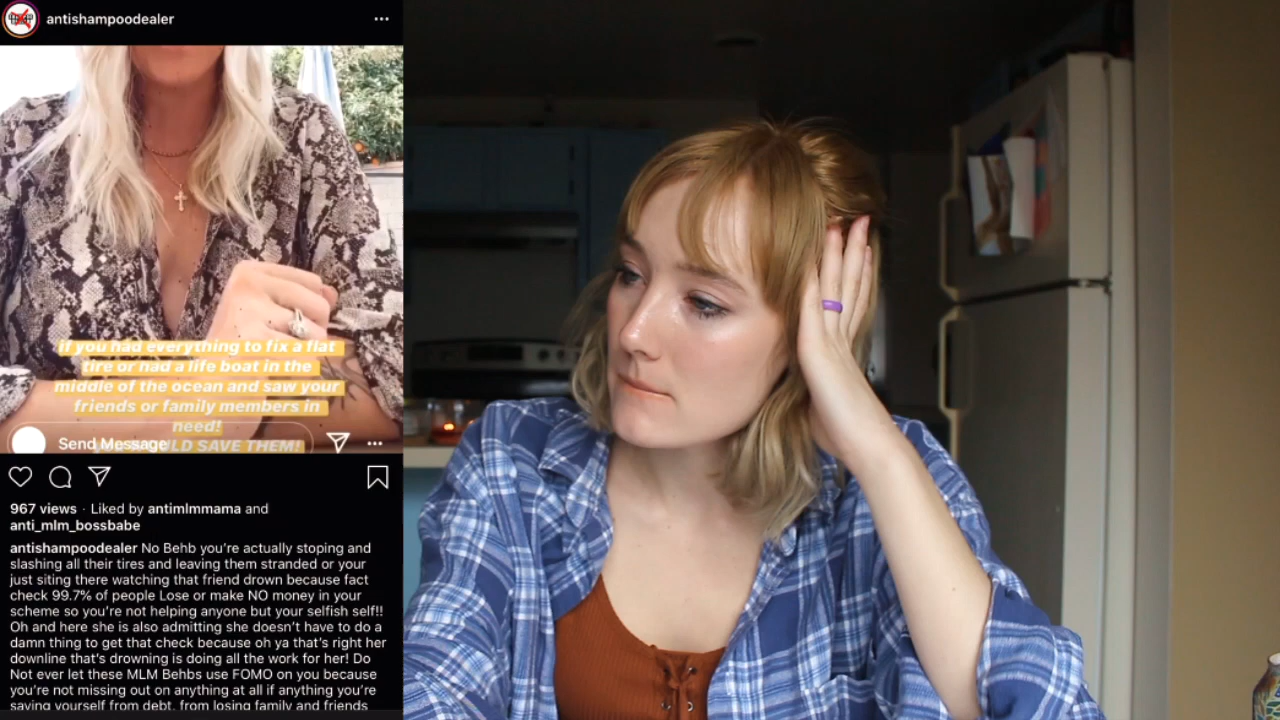 antishampoodealer
if you had everything to fix a flat
tire or had a life boat in the
middle of the ocean and saw your
friends or family members in
need!
Send Message
LD SAVE THEM!
967 views · Liked by antimlmmama and
anti_mlm_bossbabe
antishampoodealer No Behb you're actually stoping and
slashing all their tires and leaving them stranded or your
just siting there watching that friend drown because fact
check 99.7% of people Lose or make NO money in your
scheme so you're not helping anyone but your selfish self!!
Oh and here she is also admitting she doesn't have to do a
damn thing to get that check because oh ya that's right her
downline that's drowning is doing all the work for her! Do
Not ever let these MLM Behbs use FOMO on you because
you're not missing out on anything at all if anything you're
saving yourself from debt, from losing family and friends